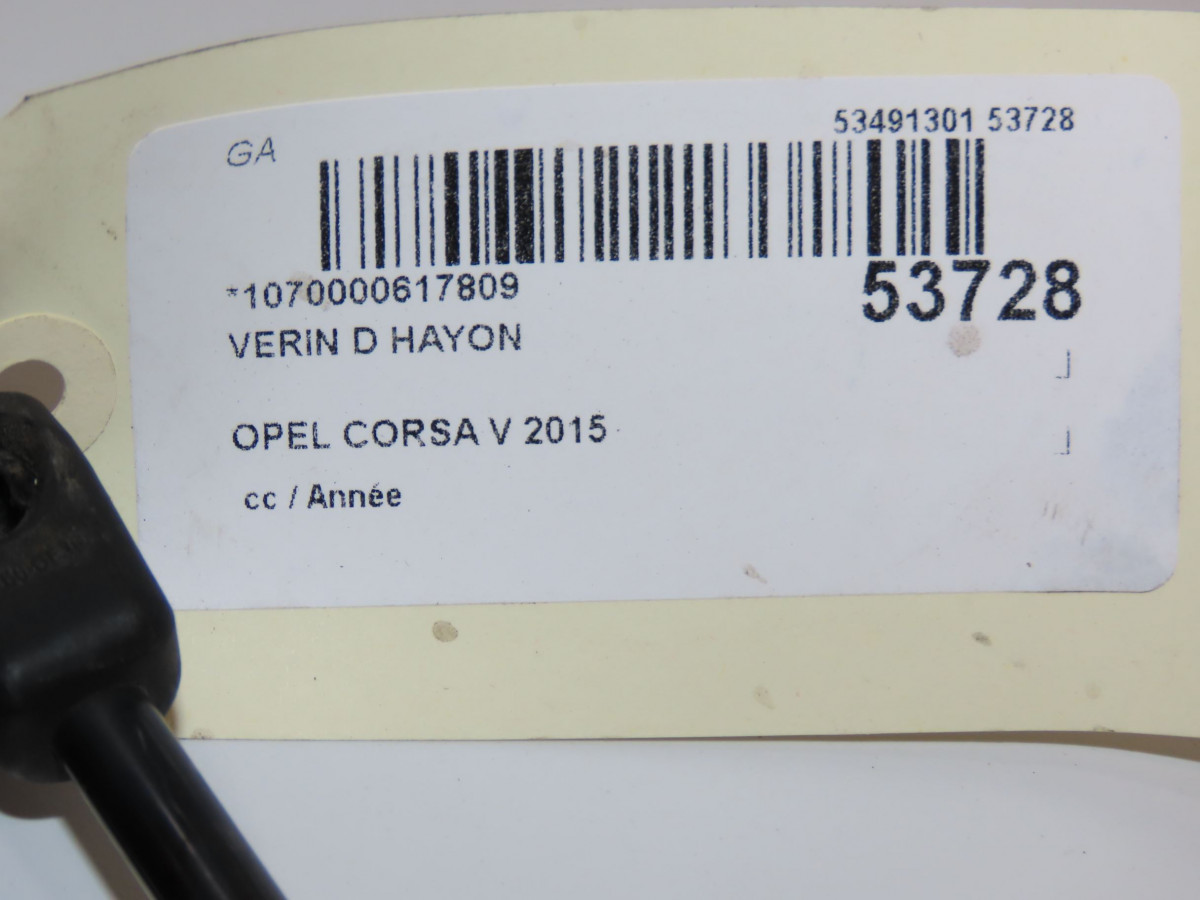 GA
53491301 53728
*1070000617809
53728
VERIN D HAYON
OPEL CORSA V 2015
cc / Année